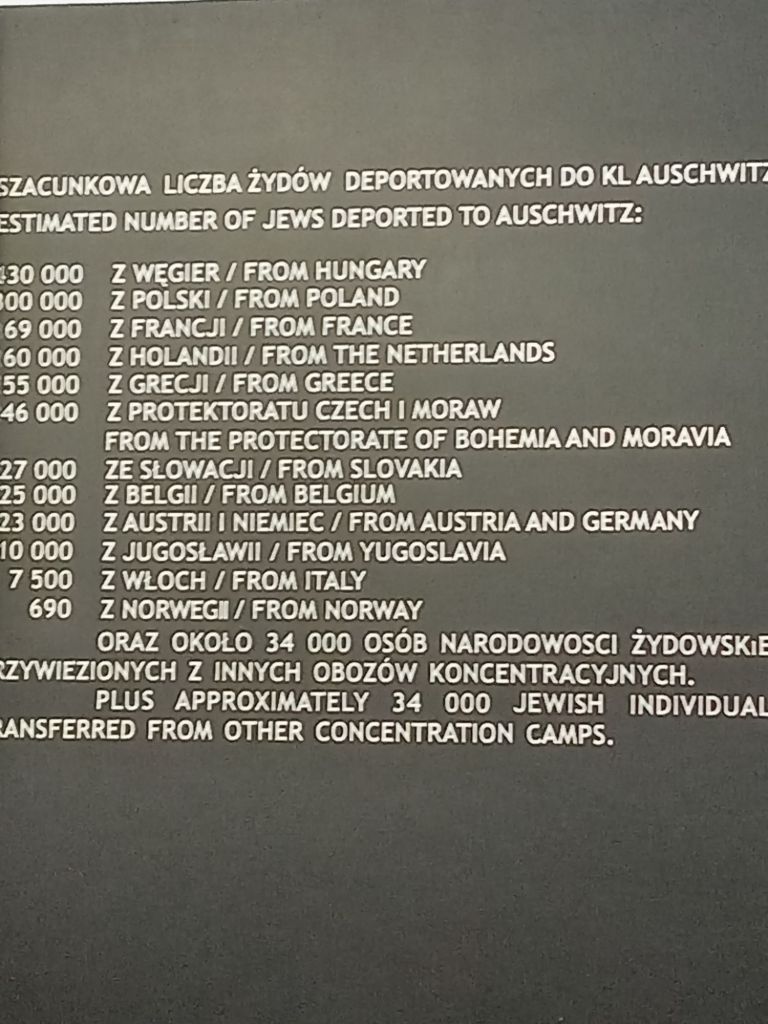 SZACUNKOWA LICZBA ŻYDÓW DEPORTOWANYCH DO KL AUSCHWITZ
ESTIMATED NUMBER OF JEWS DEPORTED TO AUSCHWITZ:
430 000 Z WĘGIER / FROM HUNGARY
300 000 Z POLSKI / FROM POLAND
69 000 Z FRANCJI / FROM FRANCE
60 000 Z HOLANDII / FROM THE NETHERLANDS
55 000 Z GRECJI / FROM GREECE
46 000 Z PROTEKTORATU CZECH I MORAW
FROM THE PROTECTORATE OF BOHEMIA AND MORAVIA
27 000 ZE SŁOWACJI / FROM SLOVAKIA
25 000 Z BELGII / FROM BELGIUM
23 000 Z AUSTRII I NIEMIEC / FROM AUSTRIA AND GERMANY
10 000 Z JUGOSŁAWII / FROM YUGOSLAVIA
7 500 Z WŁOCH / FROM ITALY
690 Z NORWEGII / FROM NORWAY
ORAZ OKOŁO 34 000 OSÓB NARODOWOSCI ŻYDOWSKIE
RZYWIEZIONYCH Z INNYCH OBOZÓW KONCENTRACYJNYCH.
PLUS APPROXIMATELY 34 000 JEWISH INDIVIDUAL
RANSFERRED FROM OTHER CONCENTRATION CAMPS.